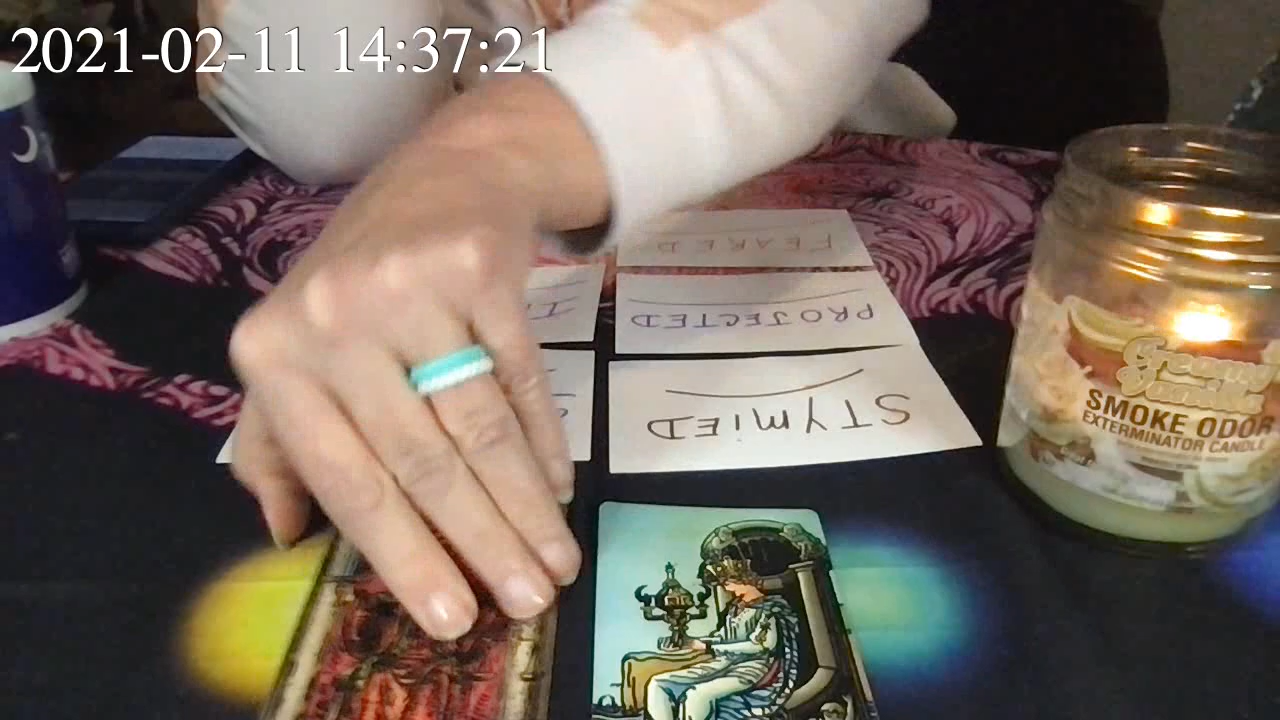 2021-02-11 14:37:21
FEARED
PROJECTED
STYMiED
Creamy
Vanilla
SMOKE ODOR
EXTERMINATOR CANDLE